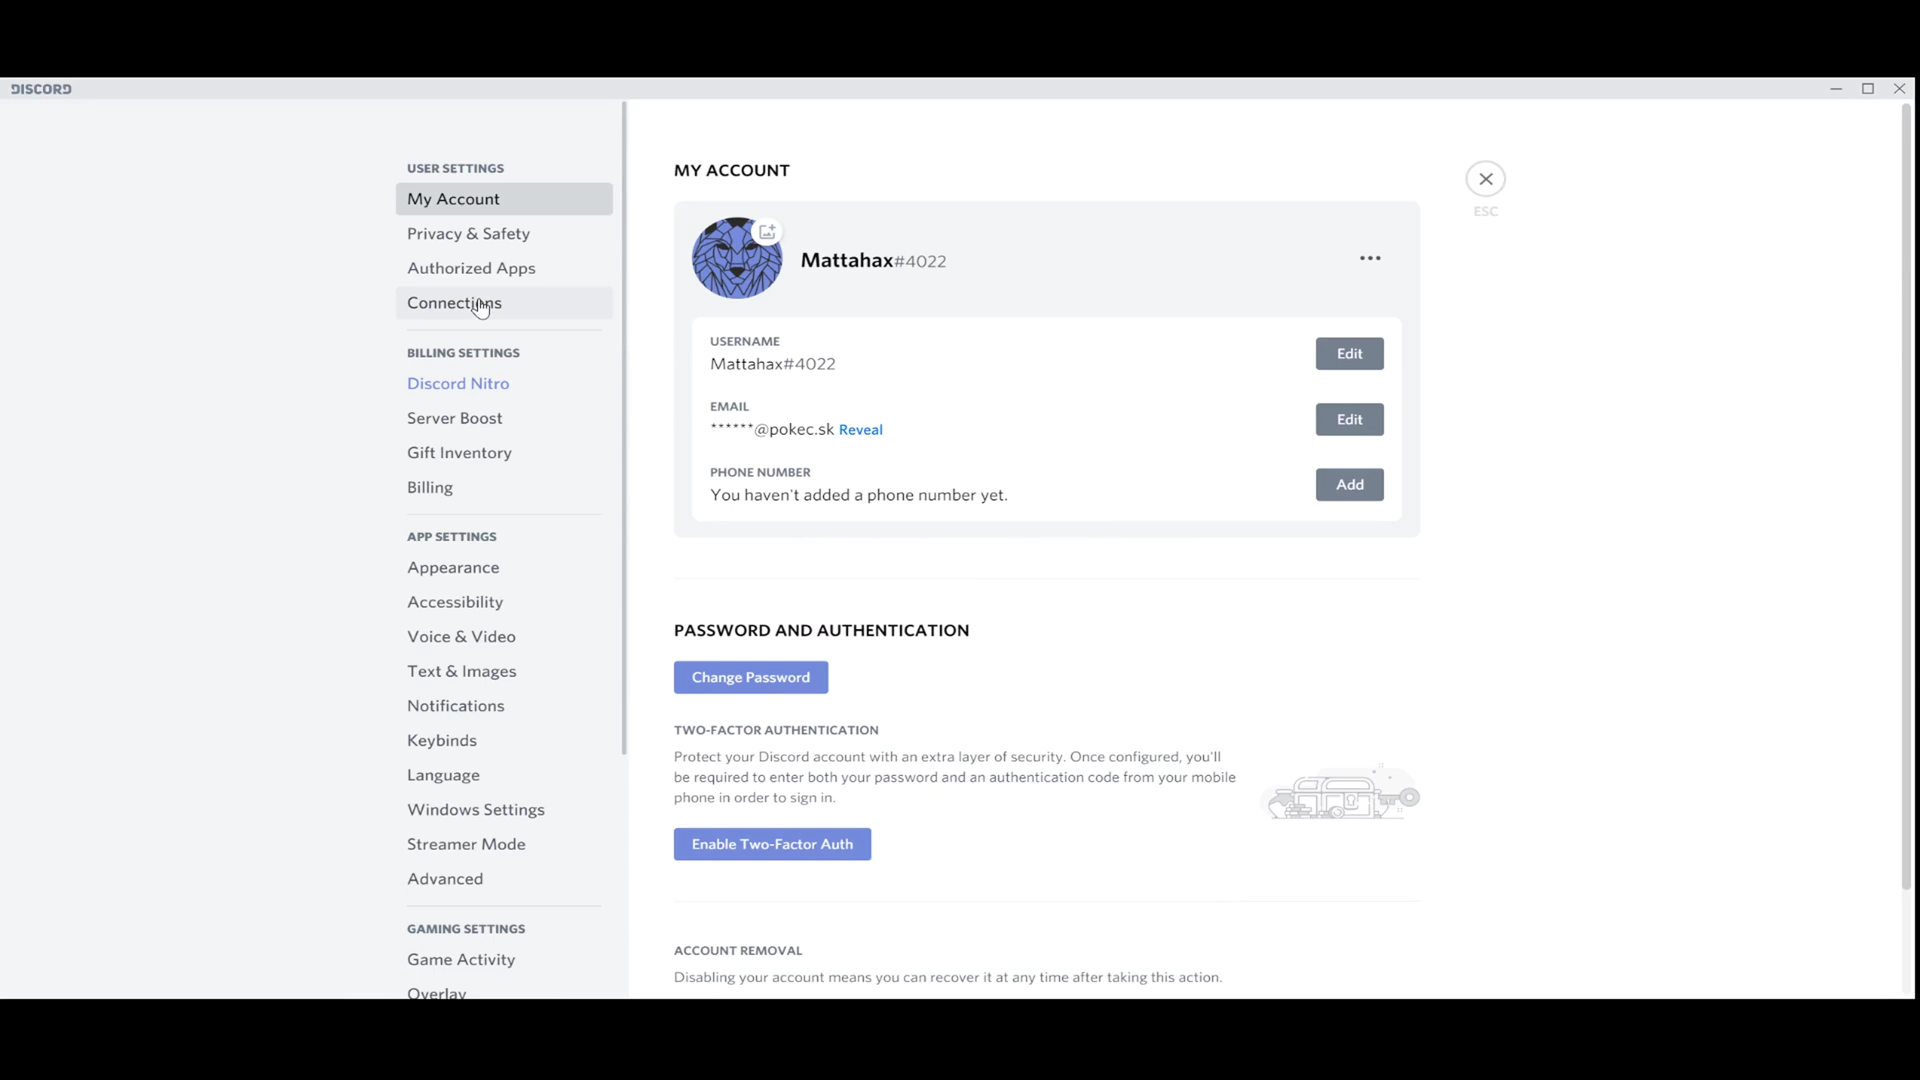 DISCORD
USER SETTINGS
My Account
Privacy & Safety
Authorized Apps
Connections
BILLING SETTINGS
Discord Nitro
Server Boost
Gift Inventory
Billing
APP SETTINGS
Appearance
Accessibility
Voice & Video
Text & Images
Notifications
Keybinds
Language
Windows Settings
Streamer Mode
Advanced
GAMING SETTINGS
Game Activity
Overlay
MY ACCOUNT
ESC
Mattahax#4022
USERNAME
Mattahax#4022
Edit
EMAIL
******@pokec.sk Reveal
Edit
PHONE NUMBER
You haven't added a phone number yet.
Add
PASSWORD AND AUTHENTICATION
Change Password
TWO-FACTOR AUTHENTICATION
Protect your Discord account with an extra layer of security. Once configured, you'll
be required to enter both your password and an authentication code from your mobile
phone in order to sign in.
Enable Two-Factor Auth
ACCOUNT REMOVAL
Disabling your account means you can recover it at any time after taking this action.